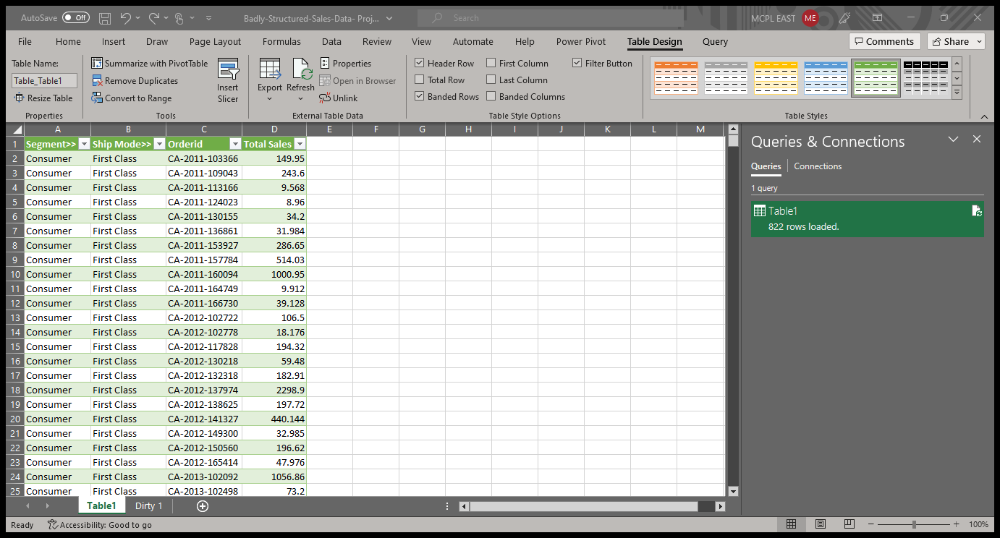 AutoSave Off Badly-Structured-Sales-Data- Proj... Search MCPL EAST ME
File Home Insert Draw Page Layout Formulas Data Review View Automate Help Power Pivot Table Design Query Comments Share
Table Name:
Table_Table1
Resize Table
Properties
Summarize with PivotTable
Remove Duplicates
Convert to Range
Insert
Slicer
Tools
Export
Refresh
Properties
Open in Browser
Unlink
External Table Data
Header Row First Column Filter Button
Total Row Last Column
Banded Rows Banded Columns
Table Style Options
Table Styles
A B C D E F G H I J K L M
1 Segment>> Ship Mode>> Orderid Total Sales
2 Consumer First Class CA-2011-103366 149.95
3 Consumer First Class CA-2011-109043 243.6
4 Consumer First Class CA-2011-113166 9.568
5 Consumer First Class CA-2011-124023 8.96
6 Consumer First Class CA-2011-130155 34.2
7 Consumer First Class CA-2011-136861 31.984
8 Consumer First Class CA-2011-153927 286.65
9 Consumer First Class CA-2011-157784 514.03
10 Consumer First Class CA-2011-160094 1000.95
11 Consumer First Class CA-2011-164749 9.912
12 Consumer First Class CA-2011-166730 39.128
13 Consumer First Class CA-2012-102722 106.5
14 Consumer First Class CA-2012-102778 18.176
15 Consumer First Class CA-2012-117828 194.32
16 Consumer First Class CA-2012-130218 59.48
17 Consumer First Class CA-2012-132318 182.91
18 Consumer First Class CA-2012-137974 2298.9
19 Consumer First Class CA-2012-138625 197.72
20 Consumer First Class CA-2012-141327 440.144
21 Consumer First Class CA-2012-149300 32.985
22 Consumer First Class CA-2012-150560 196.62
23 Consumer First Class CA-2012-165414 47.976
24 Consumer First Class CA-2013-102092 1056.86
25 Consumer First Class CA-2013-102498 73.2
Queries & Connections
Queries Connections
1 query
Table1
822 rows loaded.
Table1 Dirty 1
Ready Accessibility: Good to go 100%